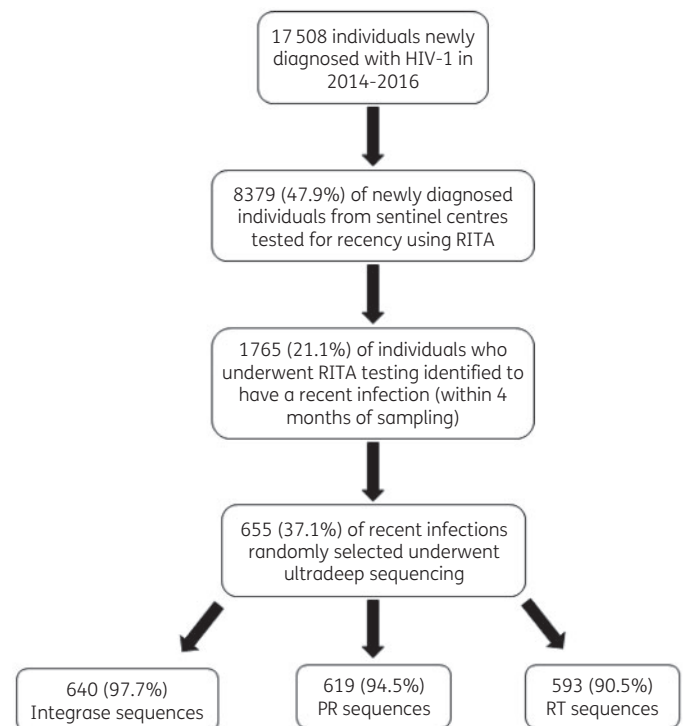 17 508 individuals newly
diagnosed with HIV-1 in
2014-2016
8379 (47.9%) of newly diagnosed
individuals from sentinel centres
tested for recency using RITA
1765 (21.1%) of individuals who
underwent RITA testing identified to
have a recent infection (within 4
months of sampling)
655 (37.1%) of recent infections
randomly selected underwent
ultradeep sequencing
640 (97.7%)
Integrase sequences
619 (94.5%)
PR sequences
593 (90.5%)
RT sequences